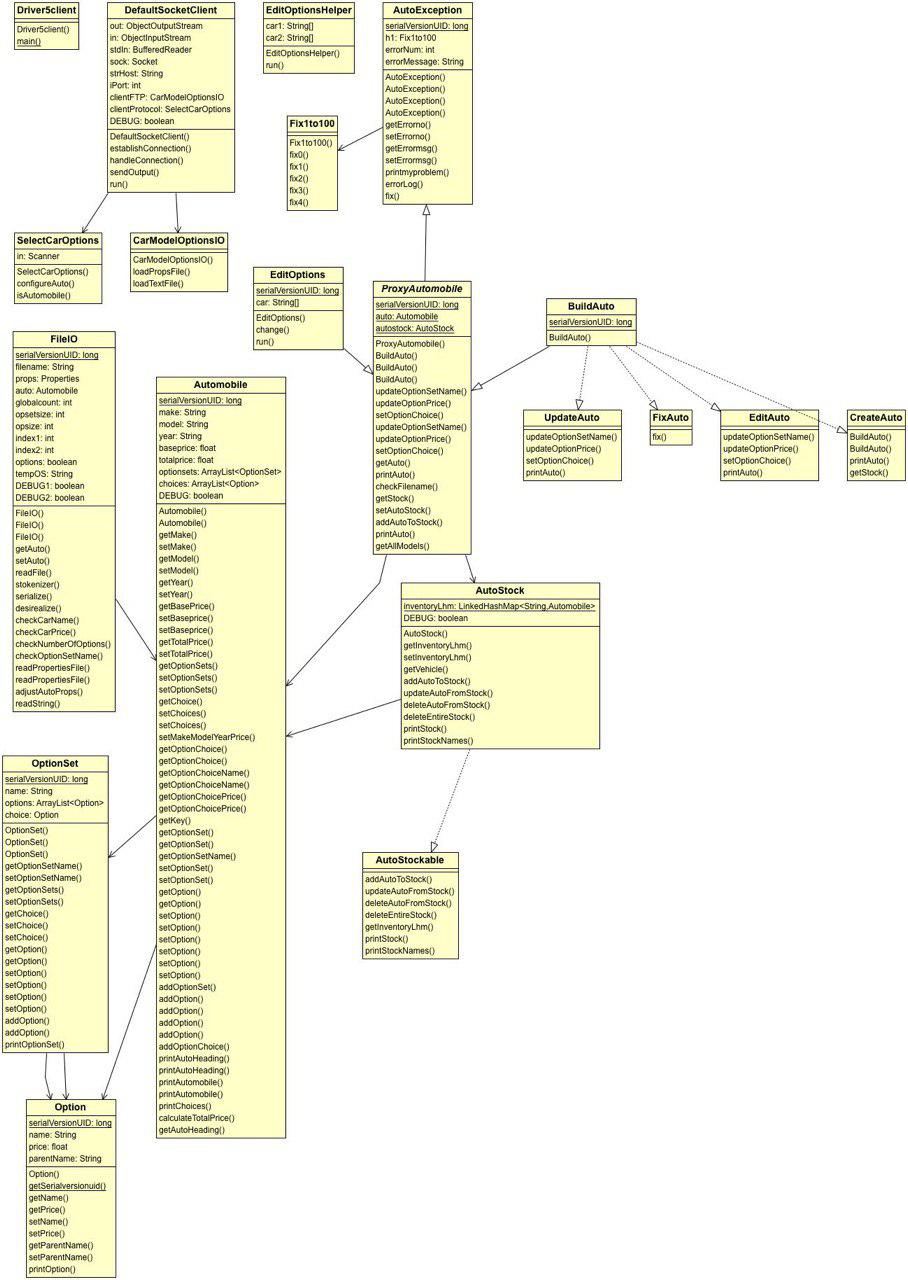 Driver5client
Driver5client()
main()
DefaultSocketClient
out: ObjectOutputStream
in: ObjectInputStream
stdIn: BufferedReader
sock: Socket
strHost: String
iPort: int
clientFTP: CarModelOptionsIO
clientProtocol: SelectCarOptions
DEBUG: boolean
DefaultSocketClient()
establishConnection()
handleConnection()
sendOutput()
run()
EditOptionsHelper
car1: String[]
car2: String[]
EditOptionsHelper()
run()
AutoException
serialVersionUID: long
h1: Fix1to100
errorNum: int
errorMessage: String
AutoException()
AutoException()
AutoException()
AutoException()
getErrorno()
setErrorno()
getErrormsg()
setErrormsg()
printmyproblem()
errorLog()
fix()
Fix1to100
Fix1to100()
fix0()
fix1()
fix2()
fix3()
fix4()
SelectCarOptions
in: Scanner
SelectCarOptions()
configureAuto()
isAutomobile()
CarModelOptionsIO
CarModelOptionsIO()
loadPropsFile()
loadTextFile()
EditOptions
serialVersionUID: long
car: String[]
EditOptions()
change()
run()
ProxyAutomobile
serialVersionUID: long
auto: Automobile
autostock: AutoStock
ProxyAutomobile()
BuildAuto()
BuildAuto()
BuildAuto()
updateOptionSetName()
updateOptionPrice()
setOptionChoice()
updateOptionSetName()
updateOptionPrice()
setOptionChoice()
getAuto()
printAuto()
checkFilename()
getStock()
setAutoStock()
addAutoToStock()
printAuto()
getAllModels()
BuildAuto
serialVersionUID: long
BuildAuto()
UpdateAuto
updateOptionSetName()
updateOptionPrice()
setOptionChoice()
printAuto()
FixAuto
fix()
EditAuto
updateOptionSetName()
updateOptionPrice()
setOptionChoice()
printAuto()
CreateAuto
BuildAuto()
BuildAuto()
printAuto()
getStock()
FileIO
serialVersionUID: long
filename: String
props: Properties
auto: Automobile
globalcount: int
opsetsize: int
opsize: int
index1: int
index2: int
options: boolean
tempOS: String
DEBUG1: boolean
DEBUG2: boolean
FileIO()
FileIO()
FileIO()
getAuto()
setAuto()
readFile()
stokenizer()
serialize()
desirealize()
checkCarName()
checkCarPrice()
checkNumberOfOptions()
checkOptionSetName()
readPropertiesFile()
readPropertiesFile()
adjustAutoProps()
readString()
Automobile
serialVersionUID: long
make: String
model: String
year: String
baseprice: float
totalprice: float
optionsets: ArrayList<OptionSet>
choices: ArrayList<Option>
DEBUG: boolean
Automobile()
Automobile()
getMake()
setMake()
getModel()
setModel()
getYear()
setYear()
getBasePrice()
setBaseprice()
setBaseprice()
getTotalPrice()
setTotalPrice()
getOptionSets()
setOptionSets()
setOptionSets()
getChoice()
setChoices()
setChoices()
setMakeModelYearPrice()
getOptionChoice()
getOptionChoice()
getOptionChoiceName()
getOptionChoiceName()
getOptionChoicePrice()
getOptionChoicePrice()
getKey()
getOptionSet()
getOptionSet()
getOptionSetName()
setOptionSet()
setOptionSet()
getOption()
getOption()
setOption()
setOption()
setOption()
setOption()
setOption()
setOption()
addOptionSet()
addOption()
addOption()
addOption()
addOption()
addOptionChoice()
printAutoHeading()
printAutoHeading()
printAutomobile()
printAutomobile()
printChoices()
calculateTotalPrice()
getAutoHeading()
AutoStock
inventoryLhm: LinkedHashMap<String,Automobile>
DEBUG: boolean
AutoStock()
getInventoryLhm()
setInventoryLhm()
getVehicle()
addAutoToStock()
updateAutoFromStock()
deleteAutoFromStock()
deleteEntireStock()
printStock()
printStockNames()
AutoStockable
addAutoToStock()
updateAutoFromStock()
deleteAutoFromStock()
deleteEntireStock()
getInventoryLhm()
printStock()
printStockNames()
OptionSet
serialVersionUID: long
name: String
options: ArrayList<Option>
choice: Option
OptionSet()
OptionSet()
OptionSet()
getOptionSetName()
setOptionSetName()
getOptionSets()
setOptionSets()
getChoice()
setChoice()
setChoice()
getOption()
getOption()
setOption()
setOption()
setOption()
setOption()
addOption()
addOption()
printOptionSet()
Option
serialVersionUID: long
name: String
price: float
parentName: String
Option()
getSerialversionuid()
getName()
getPrice()
setName()
setPrice()
getParentName()
setParentName()
printOption()